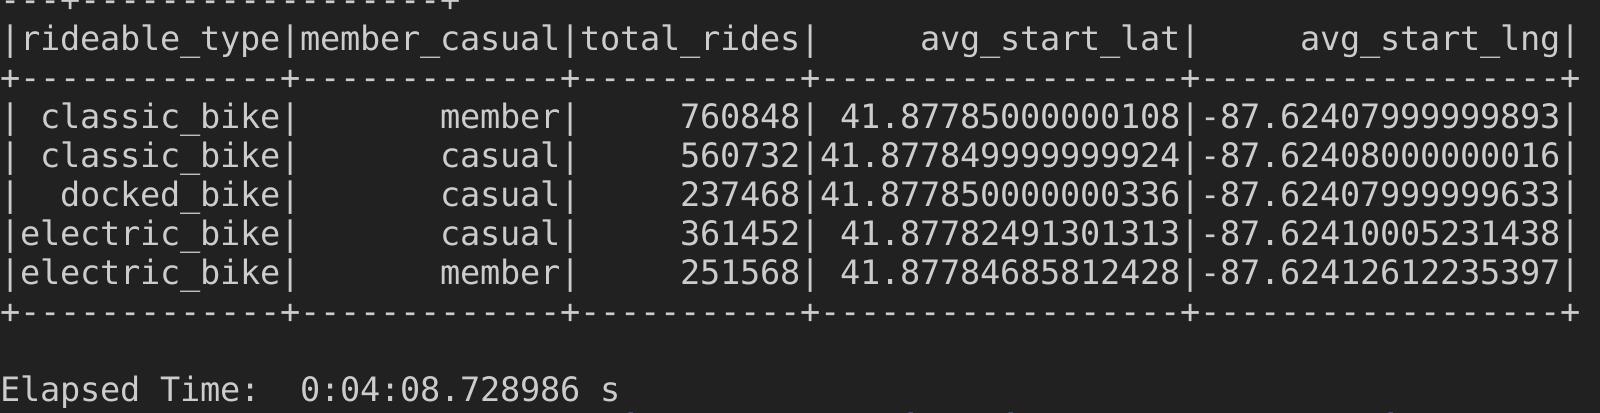 ---+------------------+
|rideable_type|member_casual|total_rides|     avg_start_lat|     avg_start_lng|
+-------------+-------------+-----------+------------------+------------------+
| classic_bike|       member|     760848| 41.87785000000108|-87.62407999999893|
| classic_bike|       casual|     560732|41.877849999999924|-87.62408000000016|
|  docked_bike|       casual|     237468|41.877850000000336|-87.62407999999633|
|electric_bike|       casual|     361452| 41.87782491301313|-87.62410005231438|
|electric_bike|       member|     251568| 41.87784685812428|-87.62412612235397|
+-------------+-------------+-----------+------------------+------------------+
Elapsed Time:  0:04:08.728986 s